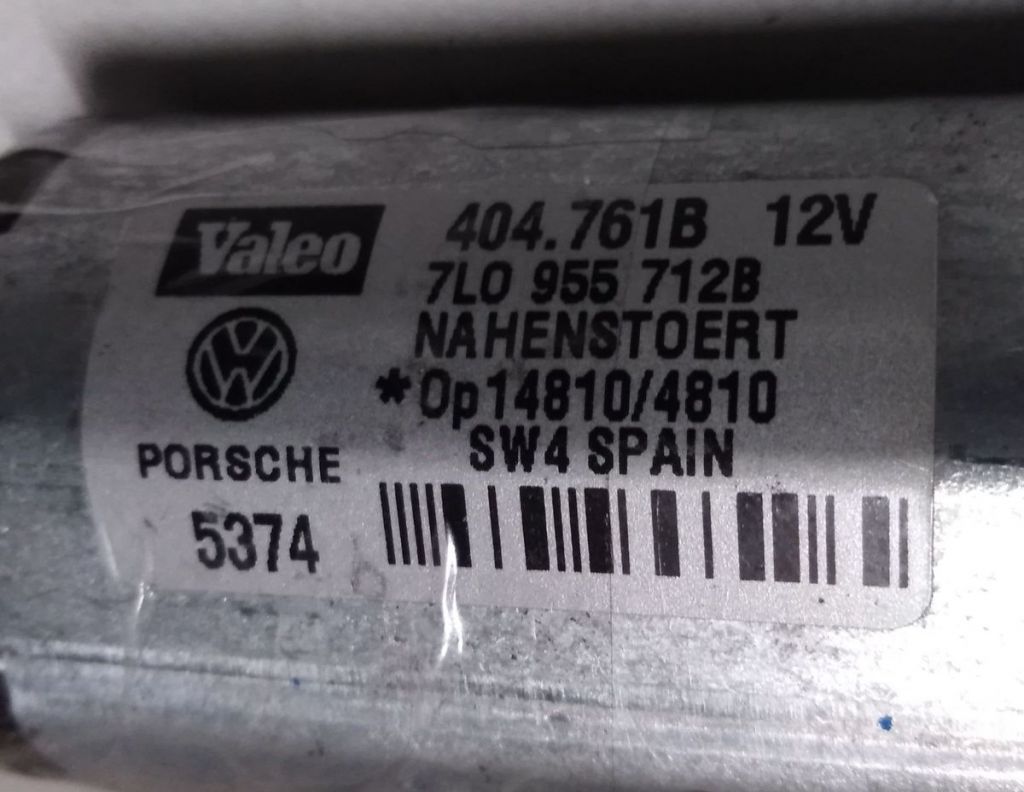 Valeo 404.761B 12V
7L0 955 712B
NAHENSTOERT
*Op14810/4810
PORSCHE SW4 SPAIN
5374